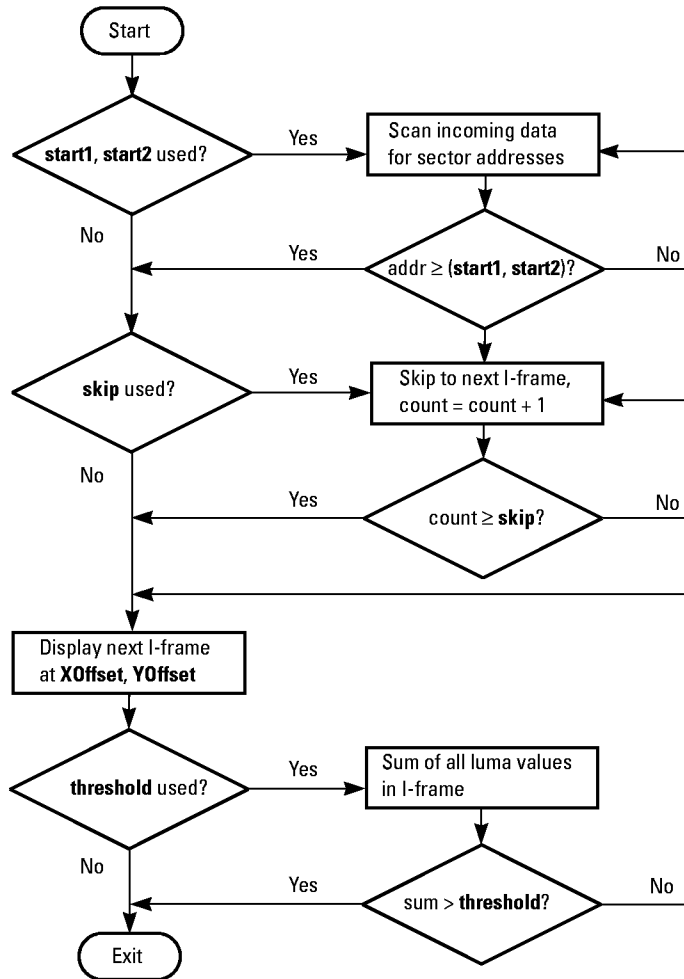 Start
start1, start2 used?
Yes
Scan incoming data
for sector addresses
No
Yes
addr ≥ (start1, start2)?
No
skip used?
Yes
Skip to next I-frame,
count = count + 1
No
Yes
count ≥ skip?
No
Display next I-frame
at XOffset, YOffset
threshold used?
Yes
Sum of all luma values
in I-frame
No
Yes
sum > threshold?
No
Exit